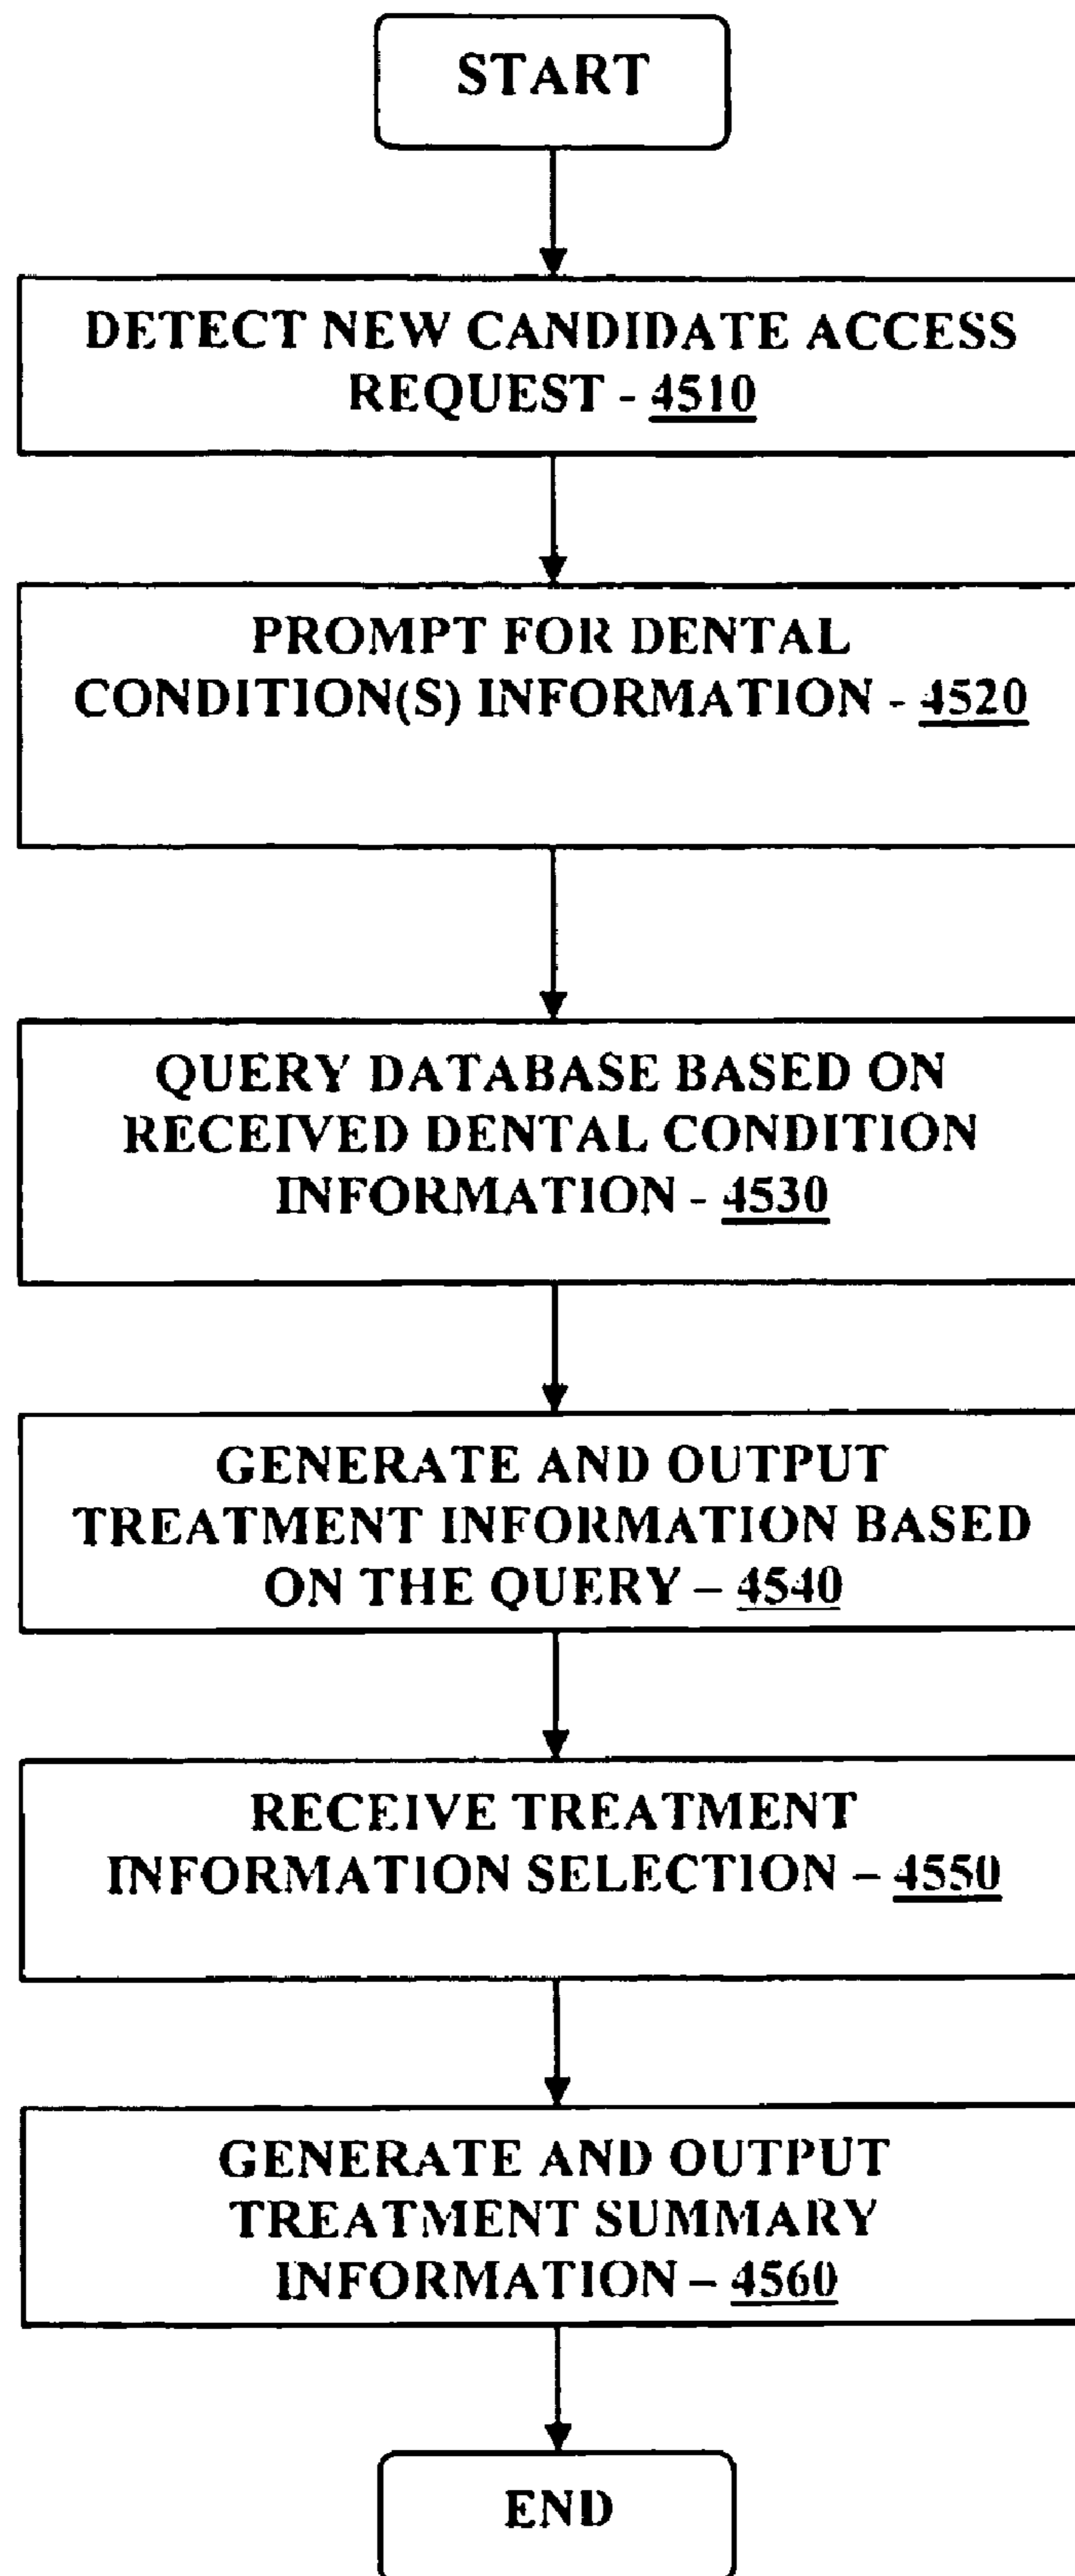 START
DETECT NEW CANDIDATE ACCESS
REQUEST - 4510
PROMPT FOR DENTAL
CONDITION(S) INFORMATION - 4520
QUERY DATABASE BASED ON
RECEIVED DENTAL CONDITION
INFORMATION - 4530
GENERATE AND OUTPUT
TREATMENT INFORMATION BASED
ON THE QUERY – 4540
RECEIVE TREATMENT
INFORMATION SELECTION – 4550
GENERATE AND OUTPUT
TREATMENT SUMMARY
INFORMATION – 4560
END